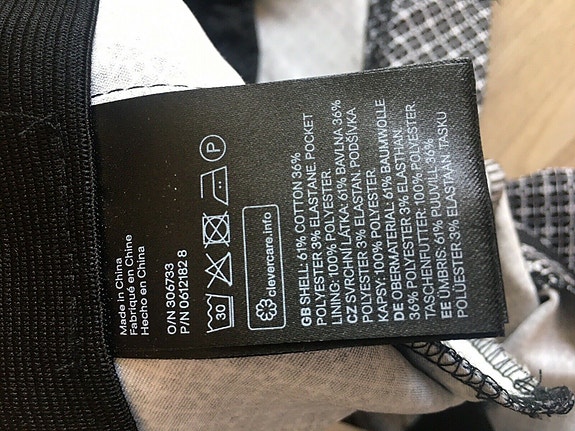 Made in China
Fabriqué en Chine
Hecho en China
O/N 306733
P/N 0612182 8
30
P
clevercare.info
GB SHELL: 61% COTTON 36%
POLYESTER 3% ELASTANE. POCKET
LINING: 100% POLYESTER.
CZ SVRCHNÍ LÁTKA: 61% BAVLNA 36%
POLYESTER 3% ELASTAN. PODŠÍVKA
KAPSY: 100% POLYESTER.
DE OBERMATERIAL: 61% BAUMWOLLE
36% POLYESTER 3% ELASTHAN.
TASCHENFUTTER: 100% POLYESTER.
EE ÜMBRIS: 61% PUUVILL 36%
POLÜESTER 3% ELASTAAN. TASKU